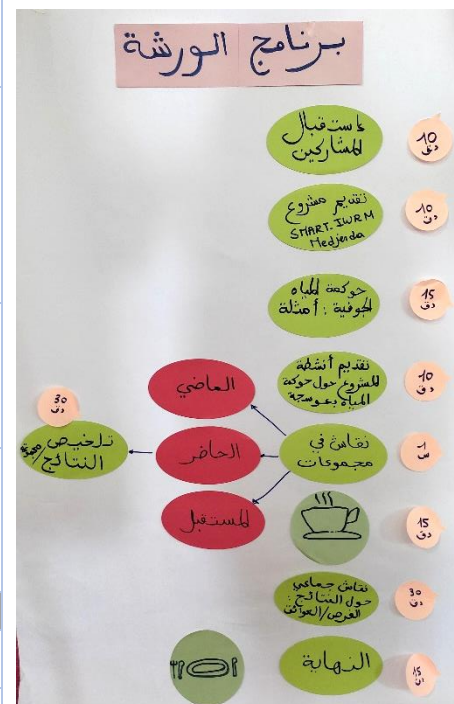 برنامج الورشة
استقبال
المشاركين
10
دق
تقديم مشروع
SMART.IWRM
Medjerda
10
دق
حوكمة المياه
الجوفية : أمثلة
15
دق
تقديم أنشطة
المشروع حول حوكمة
المياه بعوسجة
10
دق
نقاش في
مجموعات
1
س
الماضي
الحاضر
المستقبل
30
دق
تلخيص
النتائج/
15
دق
نقاش جماعي
حول النتائج :
الفرص/العوائق
30
دق
النهاية
15
دق